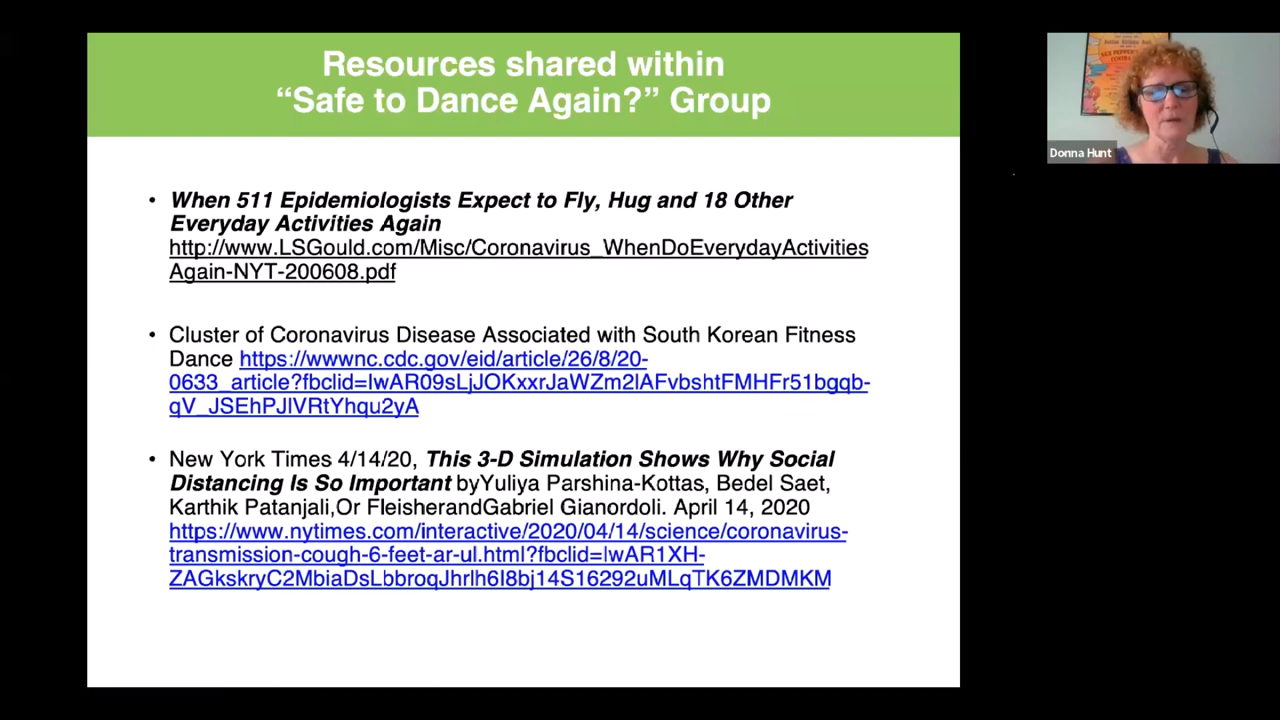 Resources shared within
“Safe to Dance Again?” Group
• When 511 Epidemiologists Expect to Fly, Hug and 18 Other
Everyday Activities Again
http://www.LSGould.com/Misc/Coronavirus_WhenDoEverydayActivities
Again-NYT-200608.pdf
• Cluster of Coronavirus Disease Associated with South Korean Fitness
Dance https://wwwnc.cdc.gov/eid/article/26/8/20-
0633_article?fbclid=IwAR09sLjJOKxxrJaWZm2lAFvbshtFMHFr51bgqb-
qV_JSEhPJlVRtYhqu2yA
• New York Times 4/14/20, This 3-D Simulation Shows Why Social
Distancing Is So Important byYuliya Parshina-Kottas, Bedel Saet,
Karthik Patanjali,Or FleisherandGabriel Gianordoli. April 14, 2020
https://www.nytimes.com/interactive/2020/04/14/science/coronavirus-
transmission-cough-6-feet-ar-ul.html?fbclid=IwAR1XH-
ZAGkskryC2MbiaDsLbbroqJhrlh6I8bj14S16292uMLqTK6ZMDMKM
Donna Hunt